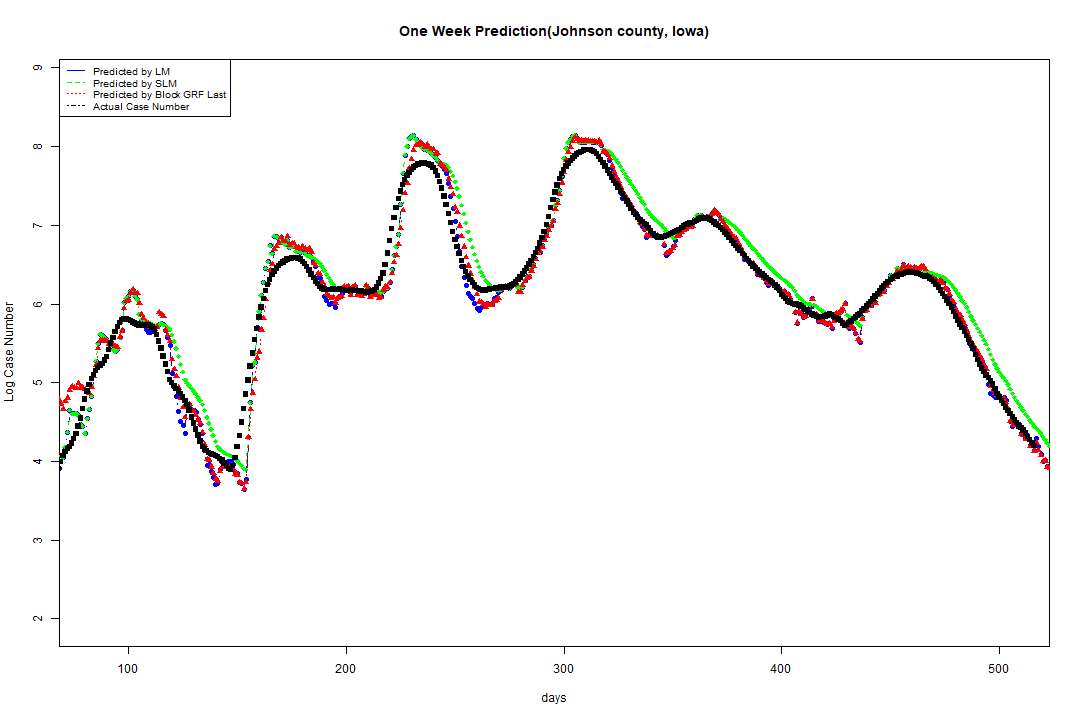 One Week Prediction(Johnson county, Iowa)
Predicted by LM
Predicted by SLM
Predicted by Block GRF Last
Actual Case Number
Log Case Number
9
8
7
6
5
4
3
2
100 200 300 400 500
days